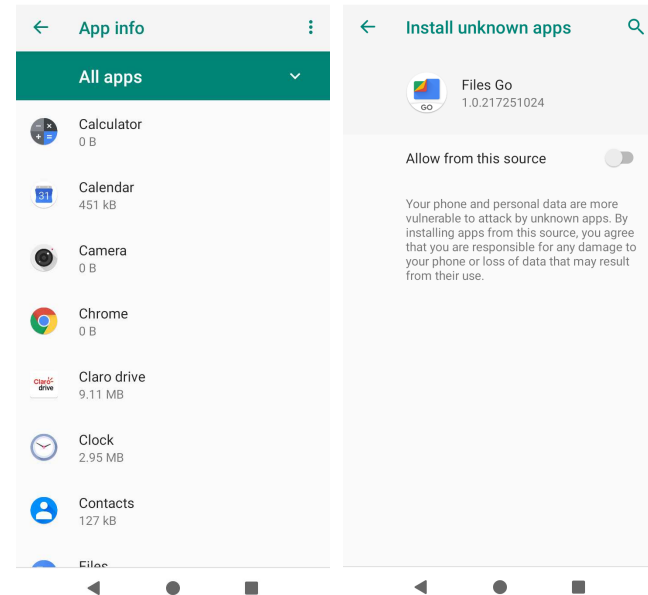 App info
All apps
Calculator
0 B
31
Calendar
451 kB
Camera
0 B
Chrome
0 B
Claro-
drive
Claro drive
9.11 MB
Clock
2.95 MB
Contacts
127 kB
Files
Install unknown apps
GO
Files Go
1.0.217251024
Allow from this source
Your phone and personal data are more
vulnerable to attack by unknown apps. By
installing apps from this source, you agree
that you are responsible for any damage to
your phone or loss of data that may result
from their use.